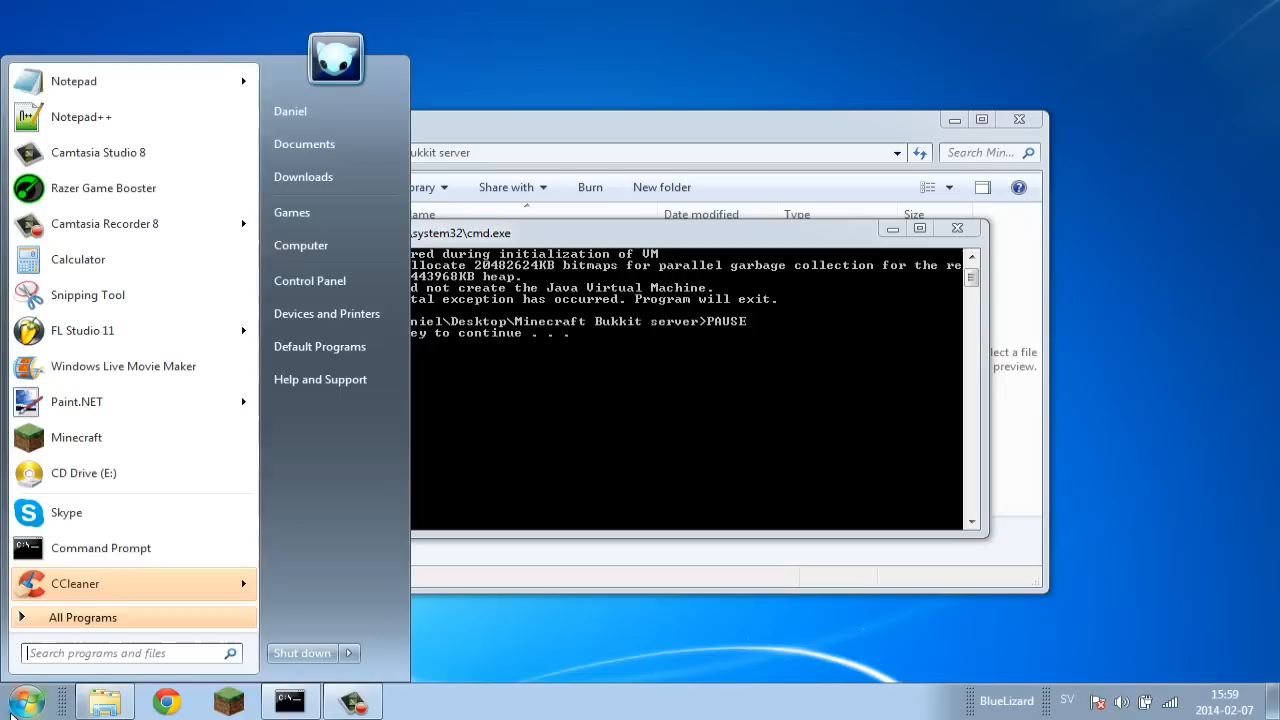 Notepad
Notepad++
Camtasia Studio 8
Razer Game Booster
Camtasia Recorder 8
Calculator
Snipping Tool
FL Studio 11
Windows Live Movie Maker
Paint.NET
Minecraft
CD Drive (E:)
Skype
Command Prompt
CCleaner
All Programs
Search programs and files
Daniel
Documents
Downloads
Games
Computer
Control Panel
Devices and Printers
Default Programs
Help and Support
Shut down
ukkit server
Search Min...
brary
Share with
Burn
New folder
ame
Date modified
Type
Size
\system32\cmd.exe
red during initialization of VM
llocate 20482624KB bitmaps for parallel garbage collection for the re
443968KB heap.
d not create the Java Virtual Machine.
tal exception has occurred. Program will exit.
niel\Desktop\Minecraft Bukkit server>PAUSE
ey to continue . . .
lect a file
preview.
BlueLizard
SV
15:59
2014-02-07